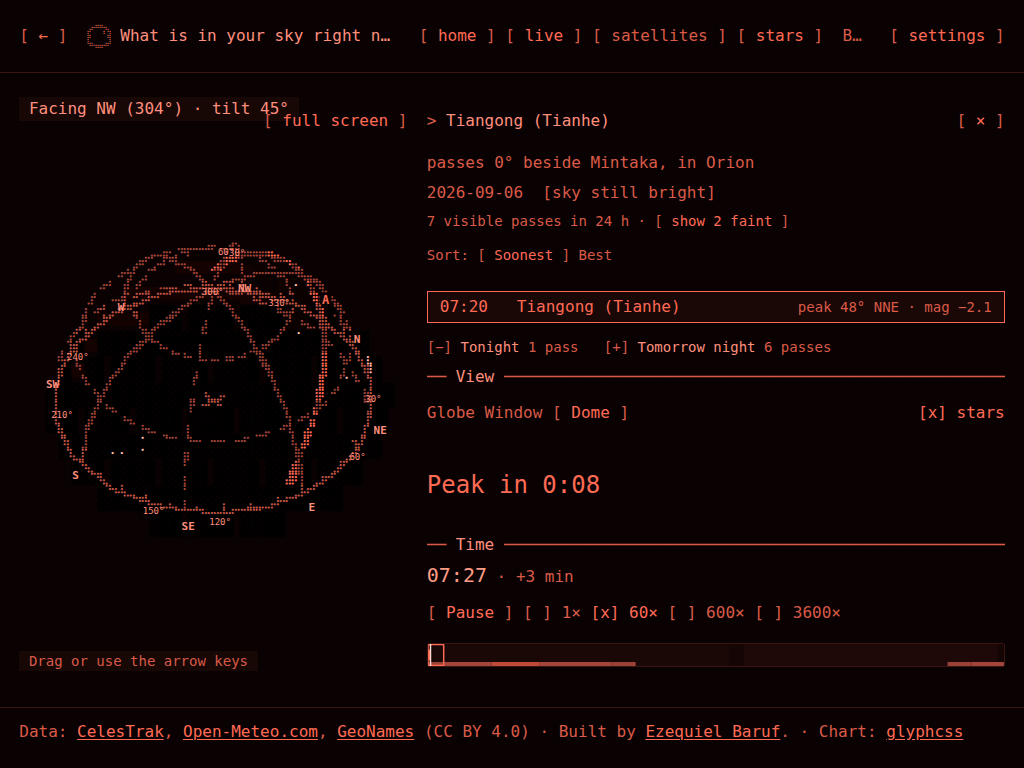 [ ← ] What is in your sky right n… [ home ] [ live ] [ satellites ] [ stars ] B… [ settings ]
Facing NW (304°) · tilt 45°
[ full screen ]
> Tiangong (Tianhe) [ × ]
passes 0° beside Mintaka, in Orion
2026-09-06 [sky still bright]
7 visible passes in 24 h · [ show 2 faint ]
Sort: [ Soonest ] Best
07:20 Tiangong (Tianhe) peak 48° NNE · mag −2.1
[−] Tonight 1 pass [+] Tomorrow night 6 passes
View
Globe Window [ Dome ] [x] stars
Peak in 0:08
Time
07:27 · +3 min
[ Pause ] [ ] 1× [x] 60× [ ] 600× [ ] 3600×
NW
300°
330°
A
W
N
240°
SW
30°
210°
NE
60°
S
E
150°
120°
SE
Drag or use the arrow keys
Data: CelesTrak, Open-Meteo.com, GeoNames (CC BY 4.0) · Built by Ezequiel Baruf. · Chart: glyphcss